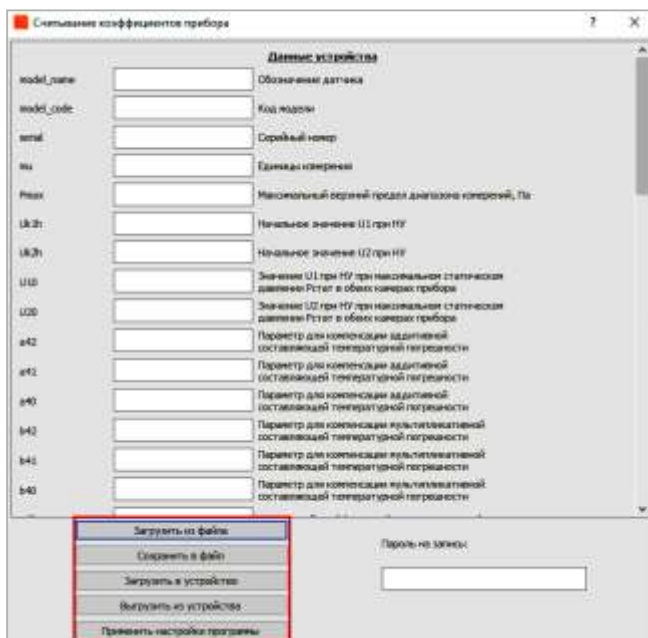 Считывание коэффициентов прибора
? ×
Данные устройства
model_name Обозначение датчика
model_code Код модели
serial Серийный номер
mu Единицы измерения
Pmax Максимальный верхний предел диапазона измерений, Па
Uk1h Начальное значение U1 при НУ
Uk2h Начальное значение U2 при НУ
U10 Значение U1 при НУ при максимальном статическом
давлении Pстат в обеих камерах прибора
U20 Значение U2 при НУ при максимальном статическом
давлении Pстат в обеих камерах прибора
a42 Параметр для компенсации аддитивной
составляющей температурной погрешности
a41 Параметр для компенсации аддитивной
составляющей температурной погрешности
a40 Параметр для компенсации аддитивной
составляющей температурной погрешности
b42 Параметр для компенсации мультипликативной
составляющей температурной погрешности
b41 Параметр для компенсации мультипликативной
составляющей температурной погрешности
b40 Параметр для компенсации мультипликативной
составляющей температурной погрешности
Загрузить из файла
Сохранить в файл
Загрузить в устройство
Выгрузить из устройства
Применить настройки программы
Пароль на запись: